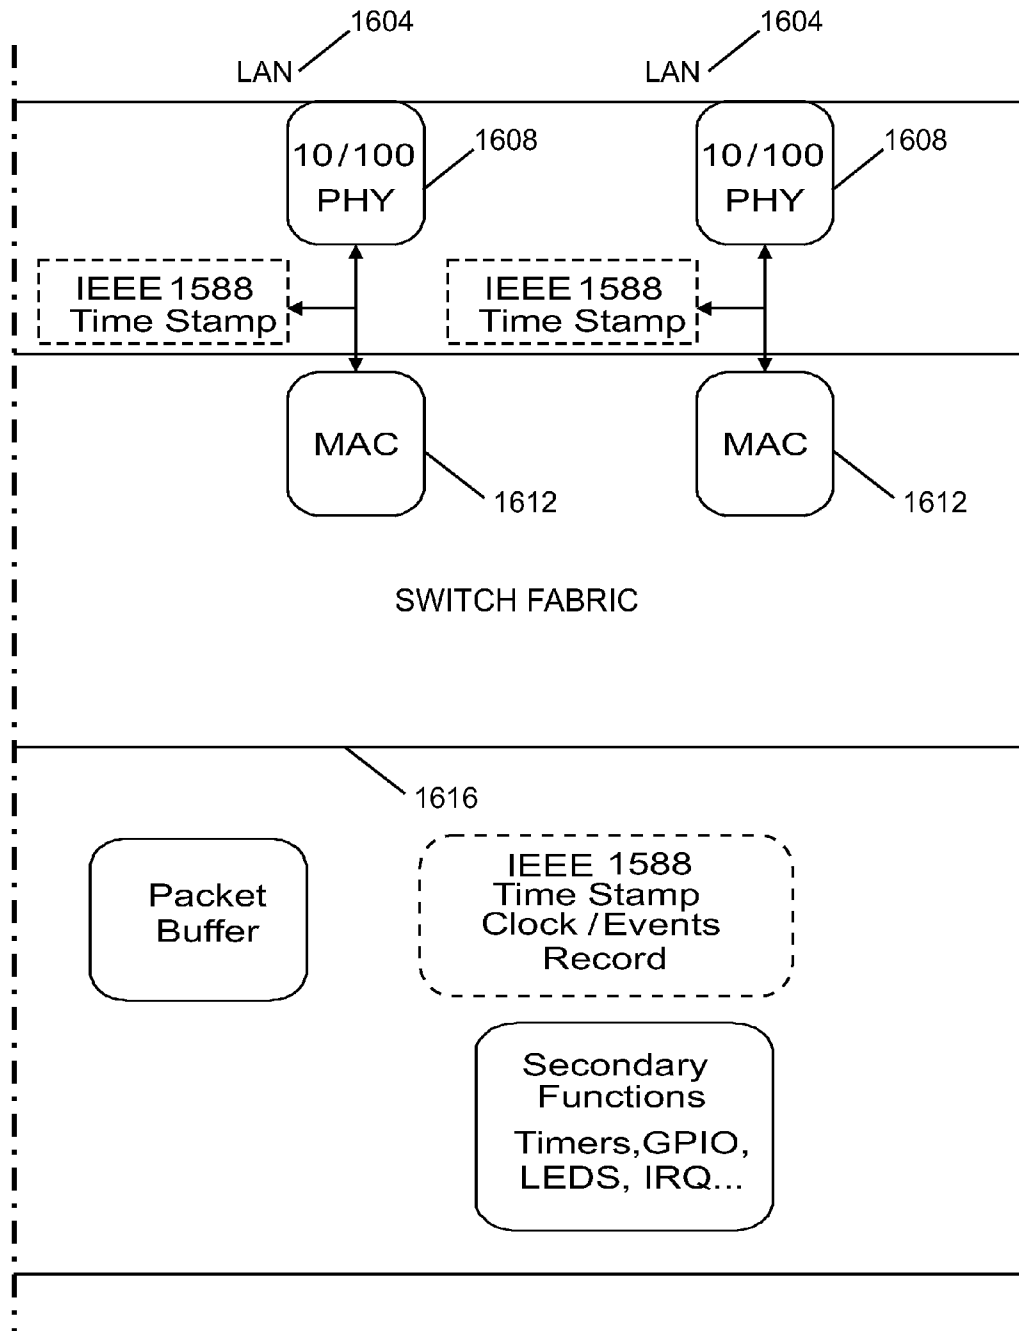 1604
1604
LAN
LAN
10/100
PHY
1608
10/100
PHY
1608
IEEE 1588
Time Stamp
IEEE 1588
Time Stamp
MAC
1612
MAC
1612
SWITCH FABRIC
1616
Packet
Buffer
IEEE 1588
Time Stamp
Clock/Events
Record
Secondary
Functions
Timers,GPIO,
LEDS, IRQ...